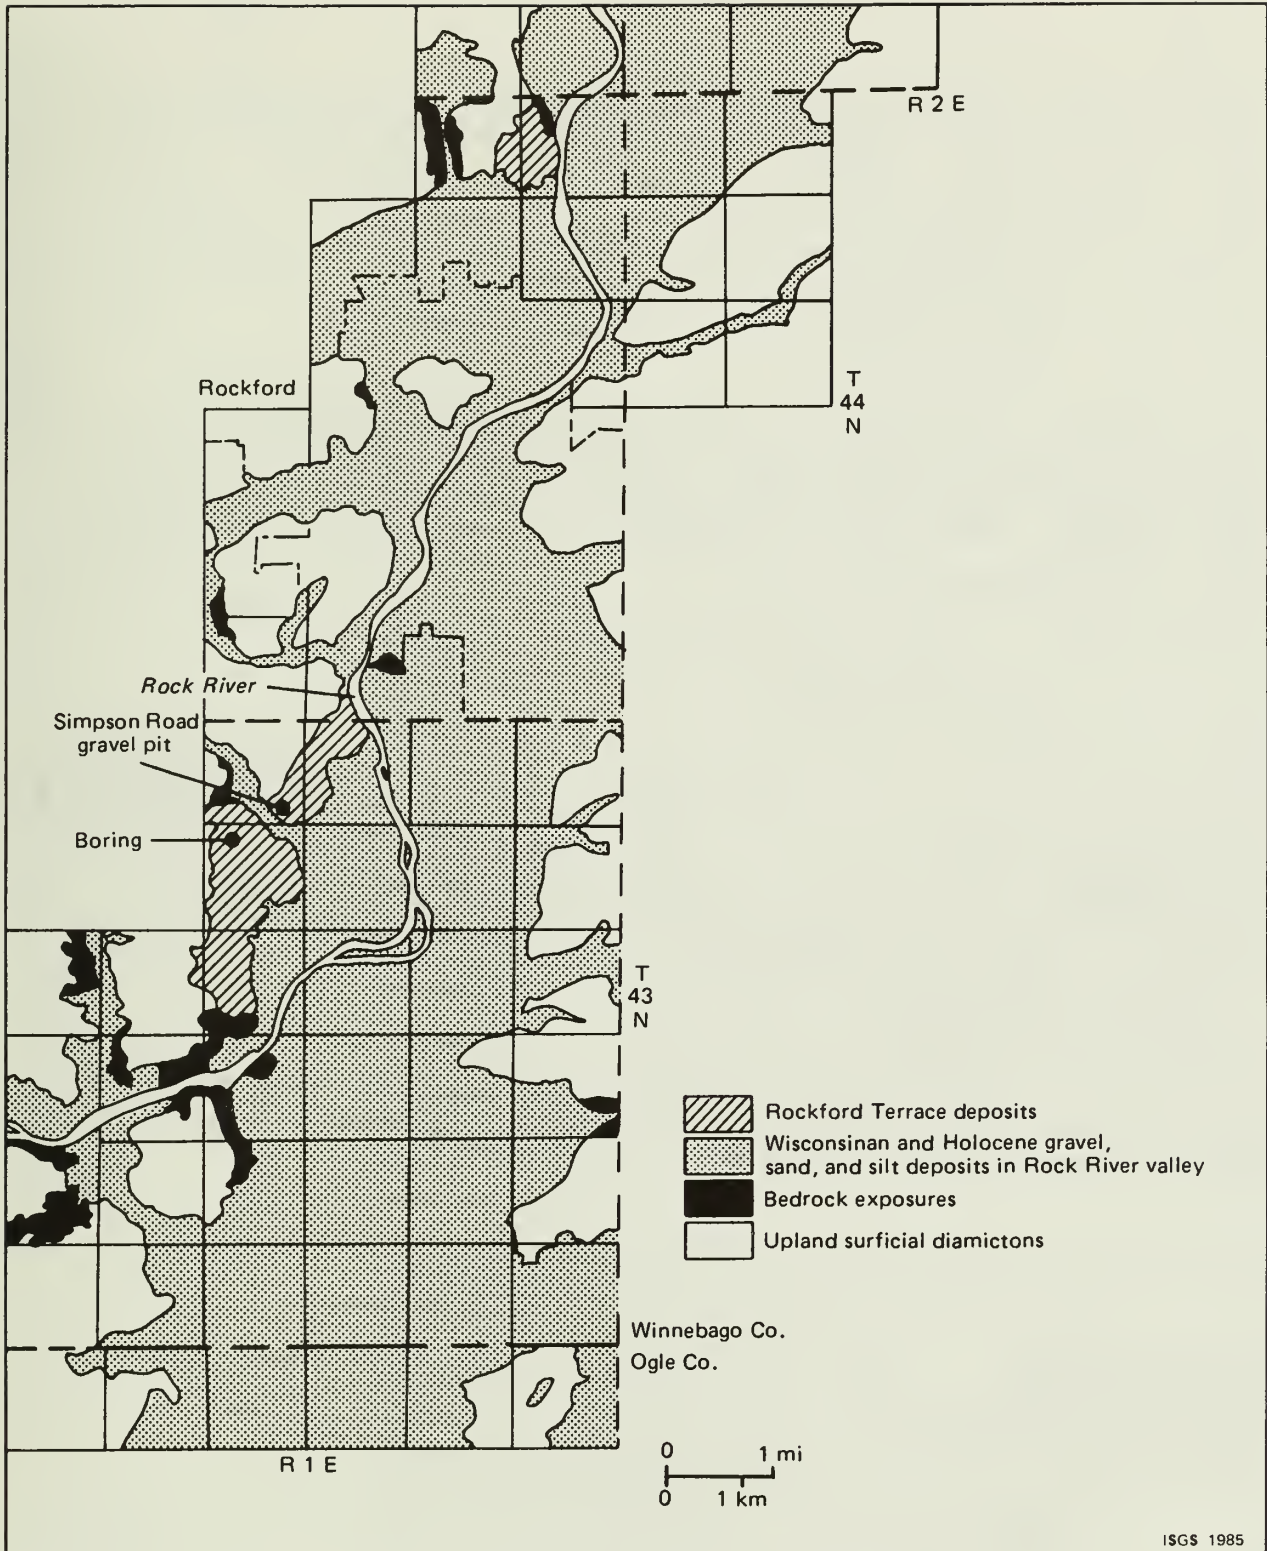 R 2 E
T
44
N
Rockford
Rock River
Simpson Road
gravel pit
Boring
T
43
N
Rockford Terrace deposits
Wisconsinan and Holocene gravel,
sand, and silt deposits in Rock River valley
Bedrock exposures
Upland surficial diamictons
Winnebago Co.
Ogle Co.
R 1 E
0 1 mi
0 1 km
ISGS 1985